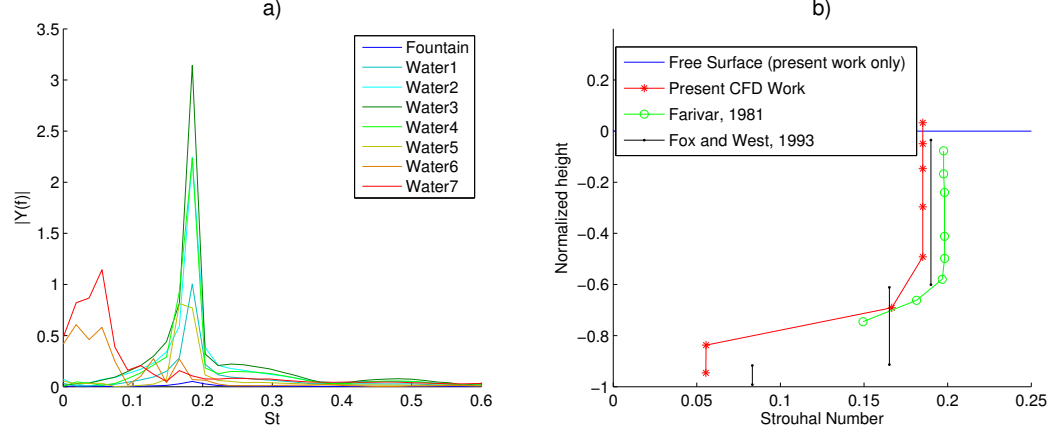 a)
3.5
3
2.5
2
1.5
1
0.5
0
|Y(f)|
0
0.1
0.2
0.3
0.4
0.5
0.6
St
Fountain
Water1
Water2
Water3
Water4
Water5
Water6
Water7
b)
0.2
0
−0.2
−0.4
−0.6
−0.8
−1
Normalized height
0
0.05
0.1
0.15
0.2
0.25
Strouhal Number
Free Surface (present work only)
Present CFD Work
Farivar, 1981
Fox and West, 1993